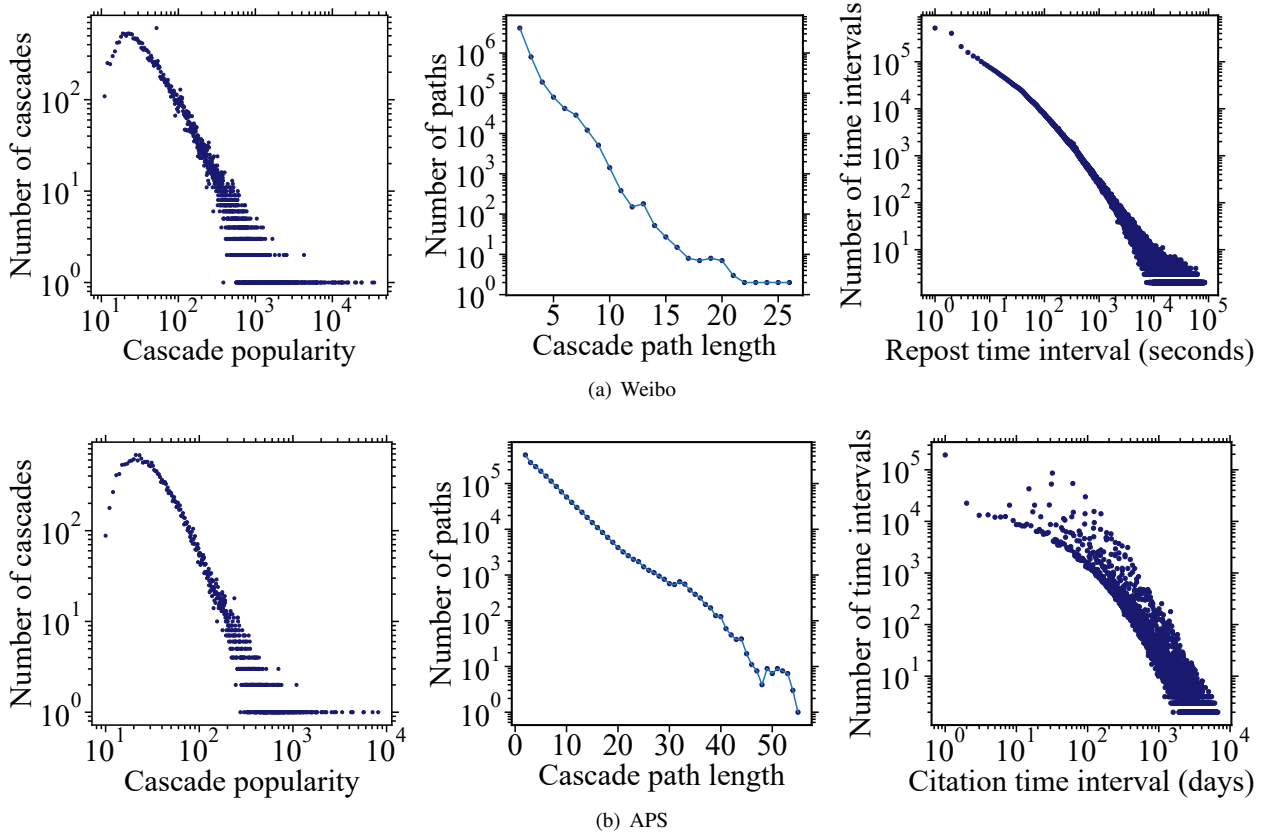 Number of cascades
10^2
10^1
10^0
10^1 10^2 10^3 10^4
Cascade popularity
Number of paths
10^6
10^5
10^4
10^3
10^2
10^1
10^0
5 10 15 20 25
Cascade path length
Number of time intervals
10^5
10^4
10^3
10^2
10^1
10^0 10^1 10^2 10^3 10^4 10^5
Repost time interval (seconds)
(a) Weibo
Number of cascades
10^2
10^1
10^0
10^1 10^2 10^3 10^4
Cascade popularity
Number of paths
10^5
10^4
10^3
10^2
10^1
10^0
0 10 20 30 40 50
Cascade path length
Number of time intervals
10^5
10^4
10^3
10^2
10^1
10^0 10^1 10^2 10^3 10^4
Citation time interval (days)
(b) APS